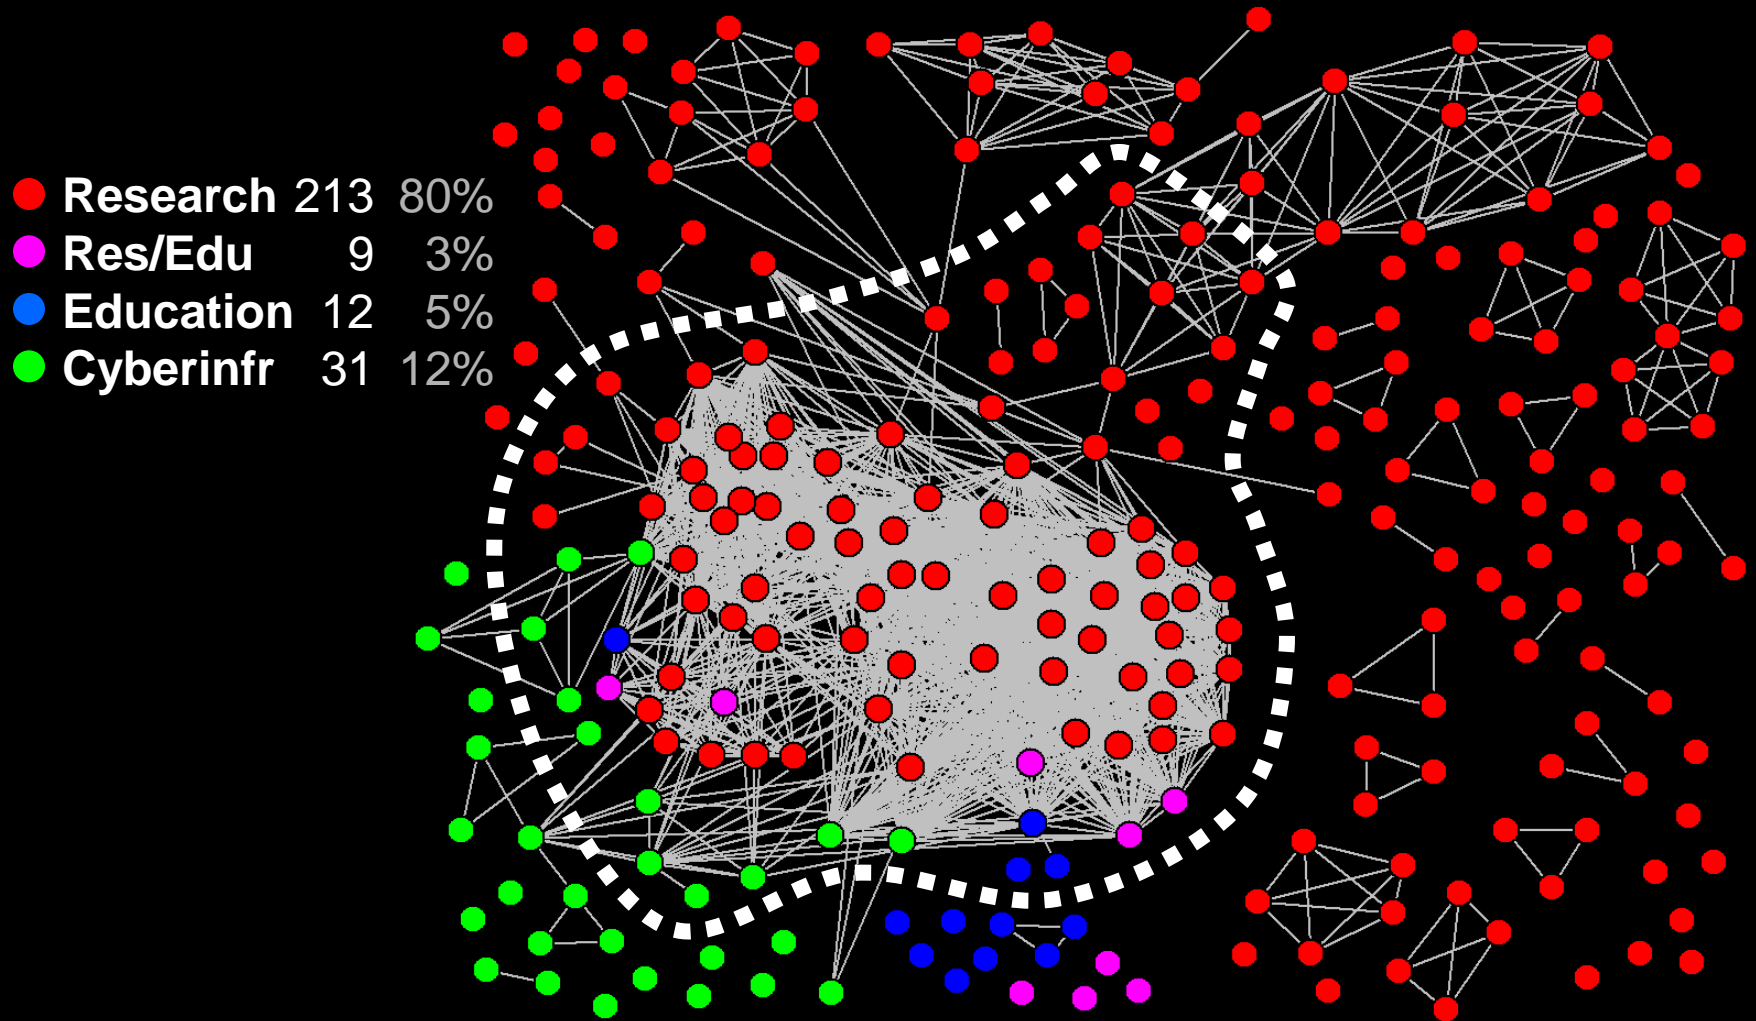 Research 213 80%
Res/Edu 9 3%
Education 12 5%
Cyberinfr 31 12%